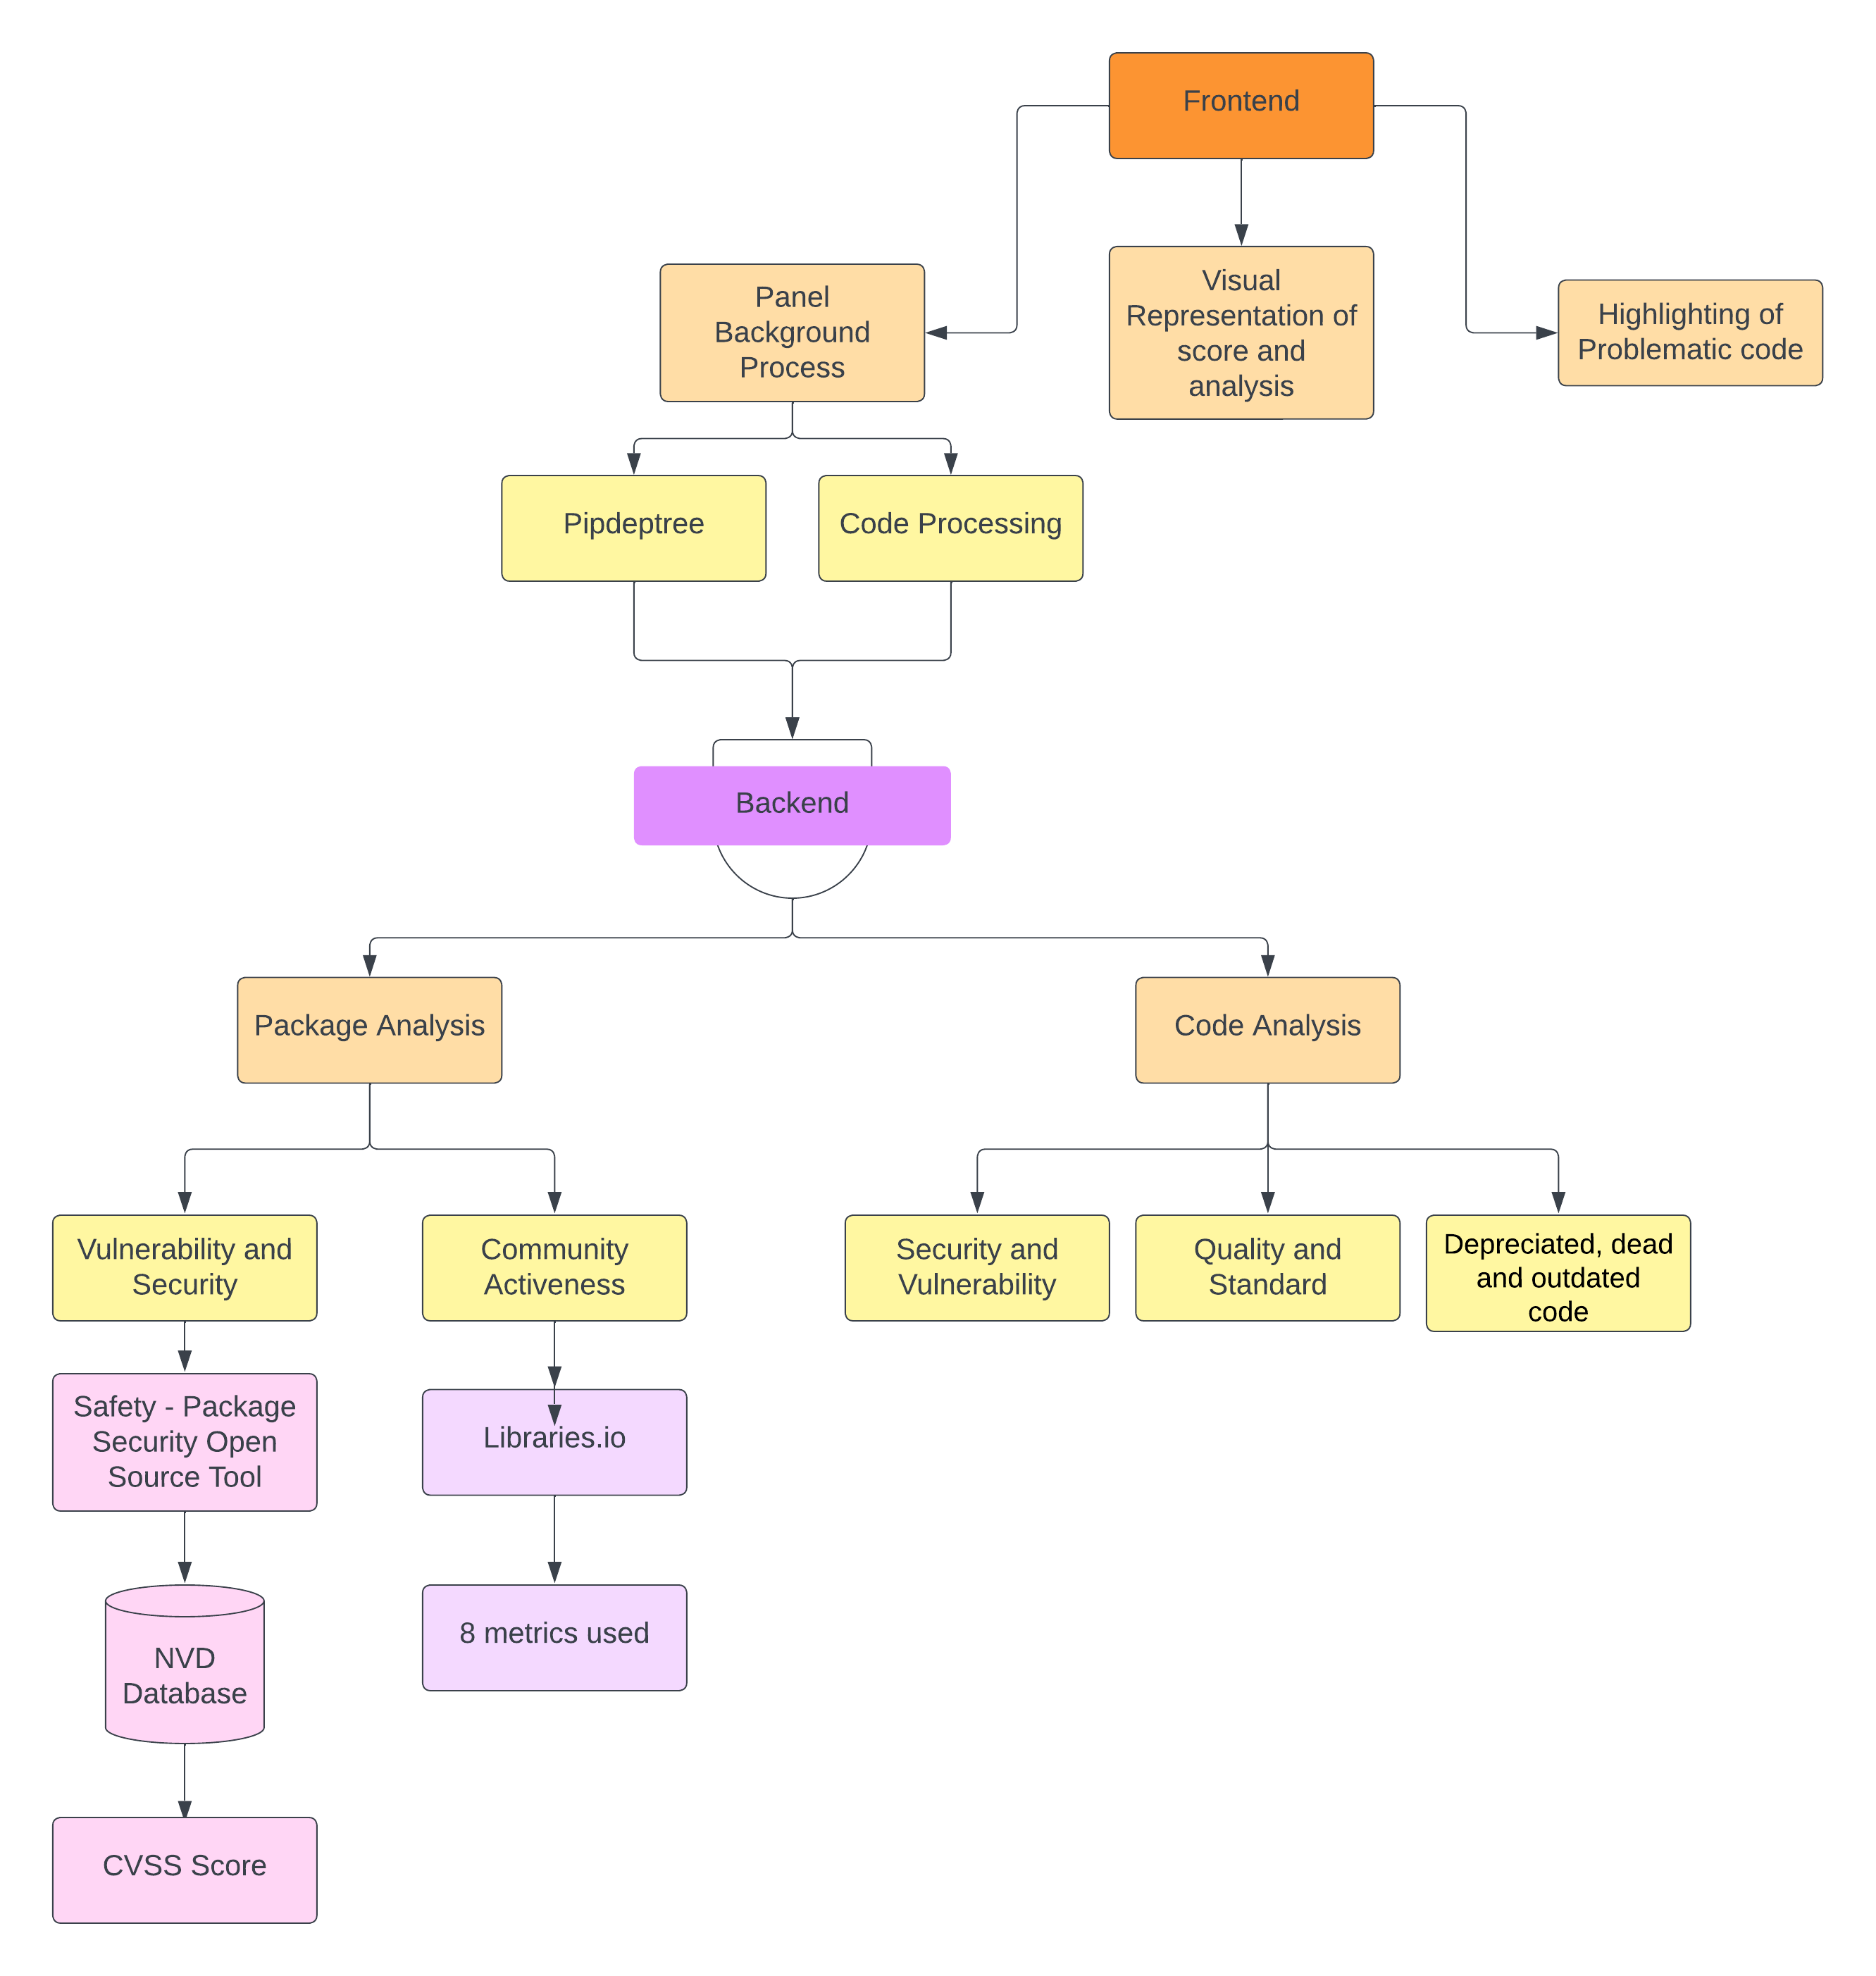 Frontend
Panel
Background
Process
Visual
Representation of
score and
analysis
Highlighting of
Problematic code
Pipdeptree
Code Processing
Backend
Package Analysis
Code Analysis
Vulnerability and
Security
Community
Activeness
Security and
Vulnerability
Quality and
Standard
Depreciated, dead
and outdated
code
Safety - Package
Security Open
Source Tool
Libraries.io
NVD
Database
8 metrics used
CVSS Score